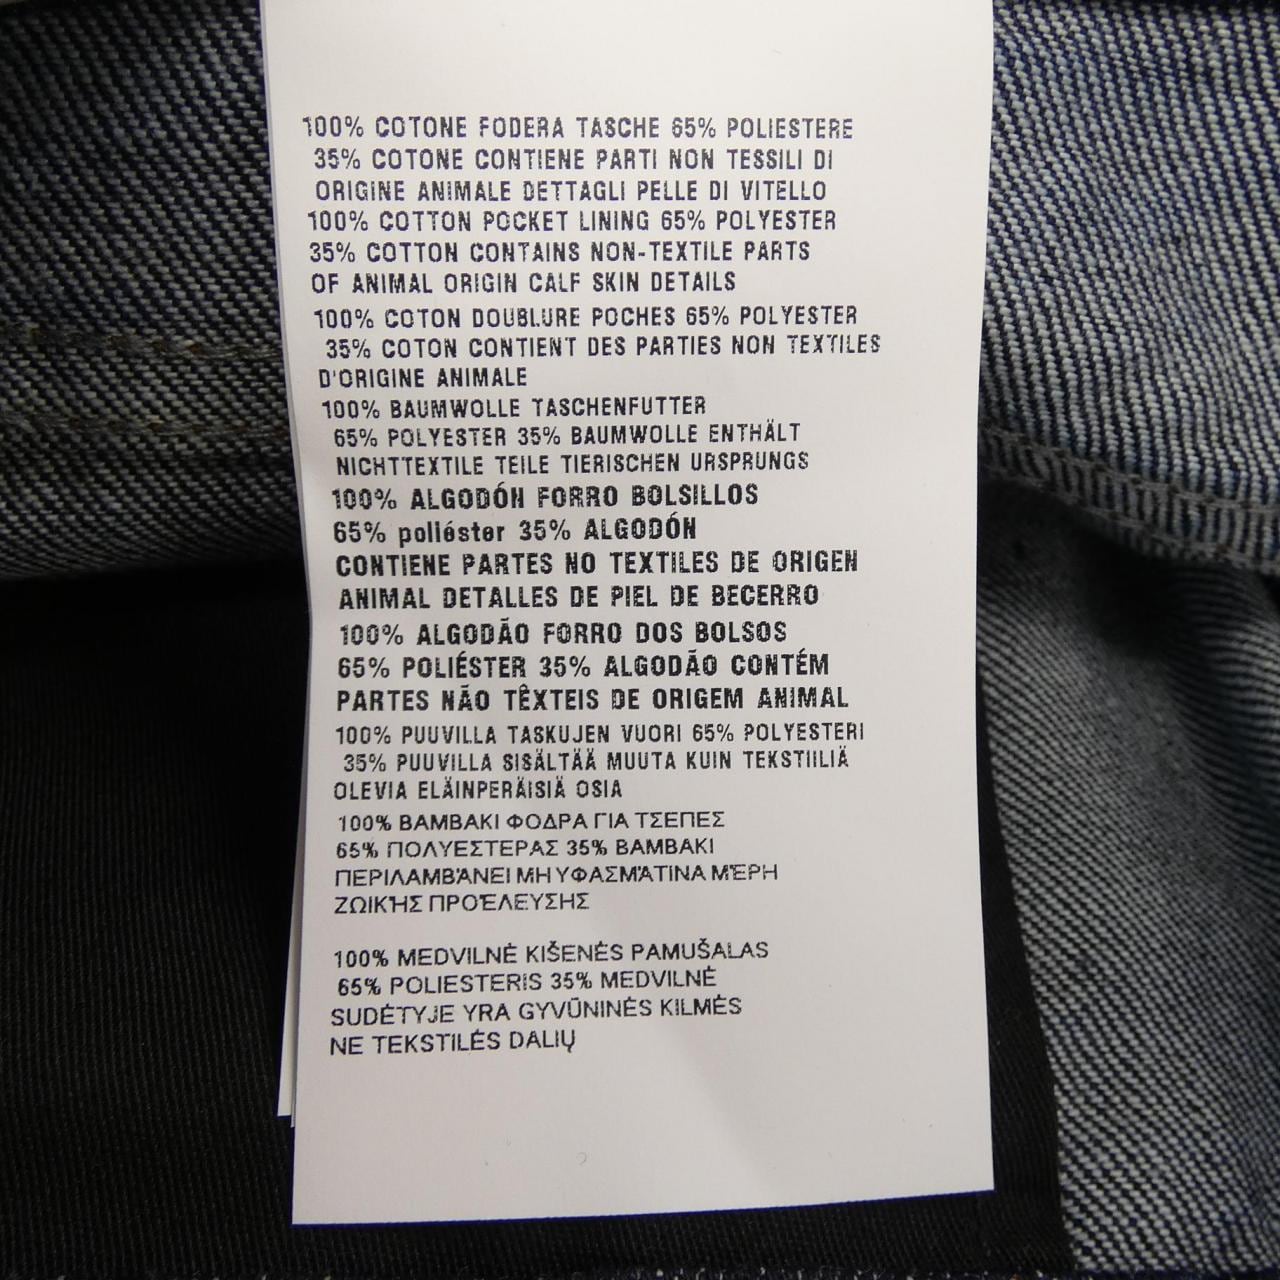 100% COTONE FODERA TASCHE 65% POLIESTERE
35% COTONE CONTIENE PARTI NON TESSILI DI
ORIGINE ANIMALE DETTAGLI PELLE DI VITELLO
100% COTTON POCKET LINING 65% POLYESTER
35% COTTON CONTAINS NON-TEXTILE PARTS
OF ANIMAL ORIGIN CALF SKIN DETAILS
100% COTON DOUBLURE POCHES 65% POLYESTER
35% COTON CONTIENT DES PARTIES NON TEXTILES
D'ORIGINE ANIMALE
100% BAUMWOLLE TASCHENFUTTER
65% POLYESTER 35% BAUMWOLLE ENTHÄLT
NICHTTEXTILE TEILE TIERISCHEN URSPRUNGS
100% ALGODÓN FORRO BOLSILLOS
65% poliéster 35% ALGODÓN
CONTIENE PARTES NO TEXTILES DE ORIGEN
ANIMAL DETALLES DE PIEL DE BECERRO
100% ALGODÃO FORRO DOS BOLSOS
65% POLIÉSTER 35% ALGODÃO CONTÉM
PARTES NÃO TÊXTEIS DE ORIGEM ANIMAL
100% PUUVILLA TASKUJEN VUORI 65% POLYESTERI
35% PUUVILLA SISÄLTÄÄ MUUTA KUIN TEKSTIILIÄ
OLEVIA ELÄINPERÄISIÄ OSIA
100% ΒΑΜΒΑΚΙ ΦΟΔΡΑ ΓΙΑ ΤΣΕΠΕΣ
65% ΠΟΛΥΕΣΤΕΡΑΣ 35% ΒΑΜΒΑΚΙ
ΠΕΡΙΛΑΜΒΆΝΕΙ ΜΗ ΥΦΑΣΜΆΤΙΝΑ ΜΈΡΗ
ΖΩΙΚΉΣ ΠΡΟΈΛΕΥΣΗΣ
100% MEDVILNĖ KIŠENĖS PAMUŠALAS
65% POLIESTERIS 35% MEDVILNĖ
SUDĖTYJE YRA GYVŪNINĖS KILMĖS
NE TEKSTILĖS DALIŲ